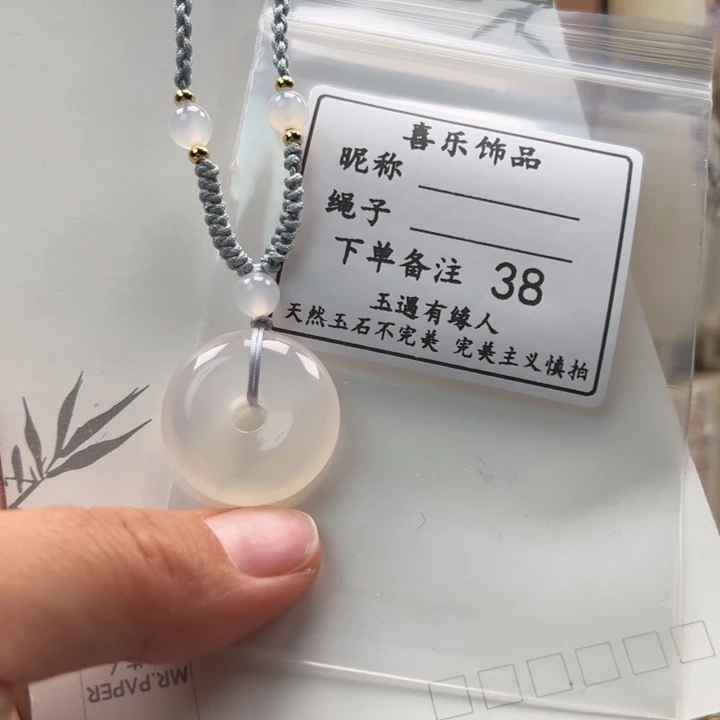 喜乐饰品
昵称
绳子
下单备注 38
玉遇有缘人
天然玉石不完美 完美主义慎拍
MR.PAPER